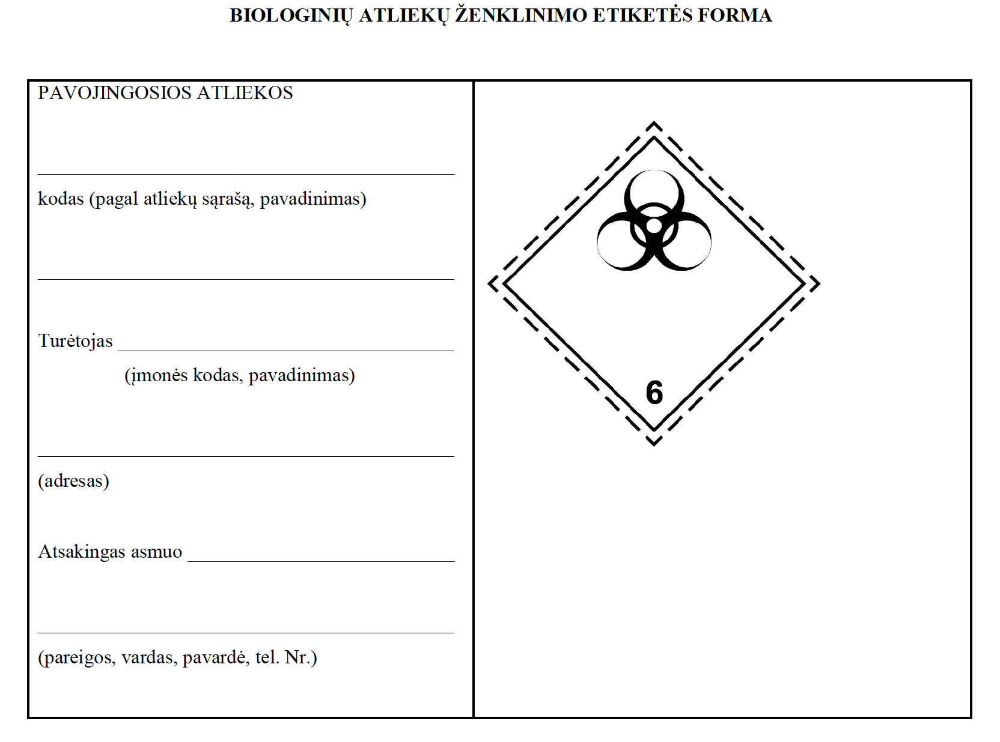 BIOLOGINIŲ ATLIEKŲ ŽENKLINIMO ETIKETĖS FORMA
PAVOJINGOSIOS ATLIEKOS
kodas (pagal atliekų sąrašą, pavadinimas)
Turėtojas
(įmonės kodas, pavadinimas)
(adresas)
Atsakingas asmuo
(pareigos, vardas, pavardė, tel. Nr.)
6